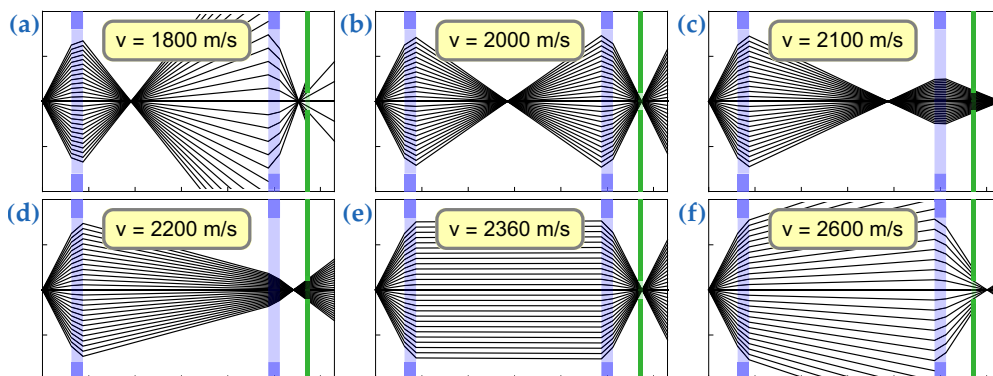 (a) v = 1800 m/s
(b) v = 2000 m/s
(c) v = 2100 m/s
(d) v = 2200 m/s
(e) v = 2360 m/s
(f) v = 2600 m/s